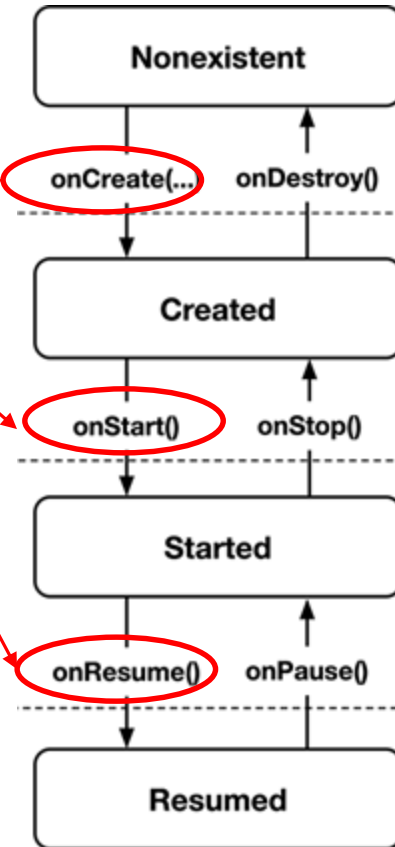 Nonexistent
onCreate(...) onDestroy()
Created
onStart() onStop()
Started
onResume() onPause()
Resumed